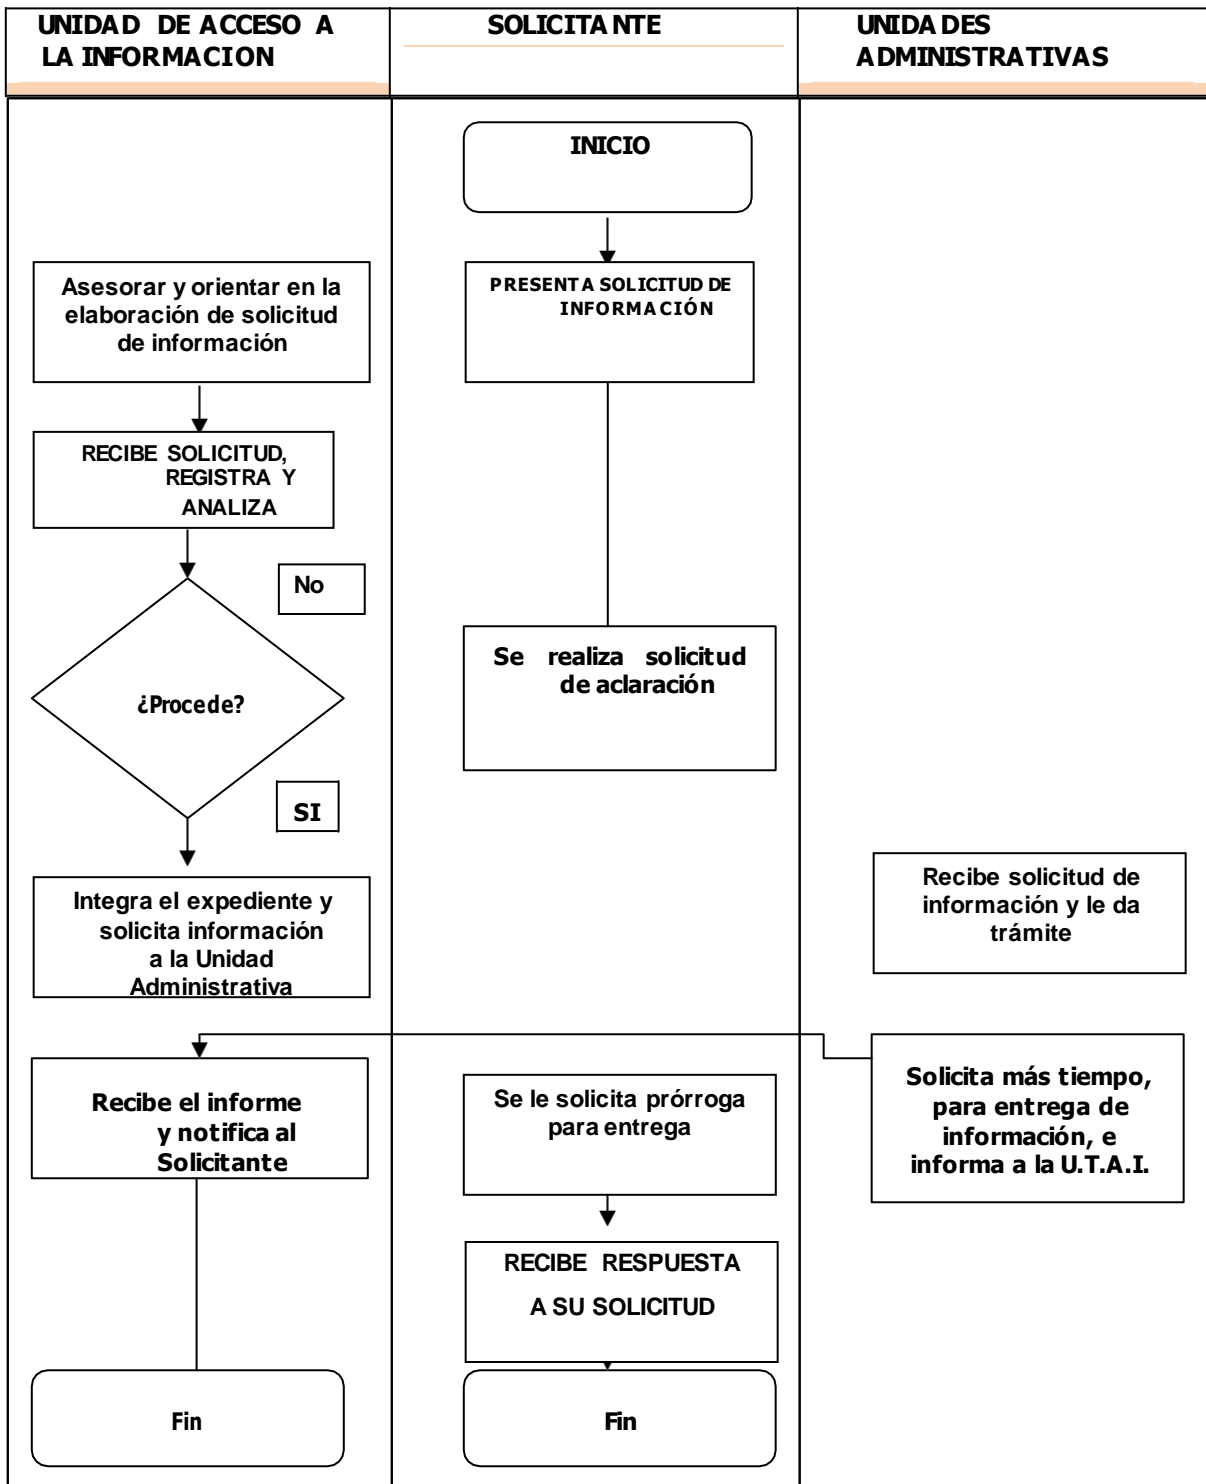 UNIDAD DE ACCESO A
LA INFORMACION
SOLICITANTE
UNIDADES
ADMINISTRATIVAS
INICIO
Asesorar y orientar en la
elaboración de solicitud
de información
PRESENTA SOLICITUD DE
INFORMACIÓN
RECIBE SOLICITUD,
REGISTRA Y
ANALIZA
No
¿Procede?
Se realiza solicitud
de aclaración
SI
Integra el expediente y
solicita información
a la Unidad
Administrativa
Recibe solicitud de
información y le da
trámite
Recibe el informe
y notifica al
Solicitante
Se le solicita prórroga
para entrega
Solicita más tiempo,
para entrega de
información, e
informa a la U.T.A.I.
RECIBE RESPUESTA
A SU SOLICITUD
Fin
Fin